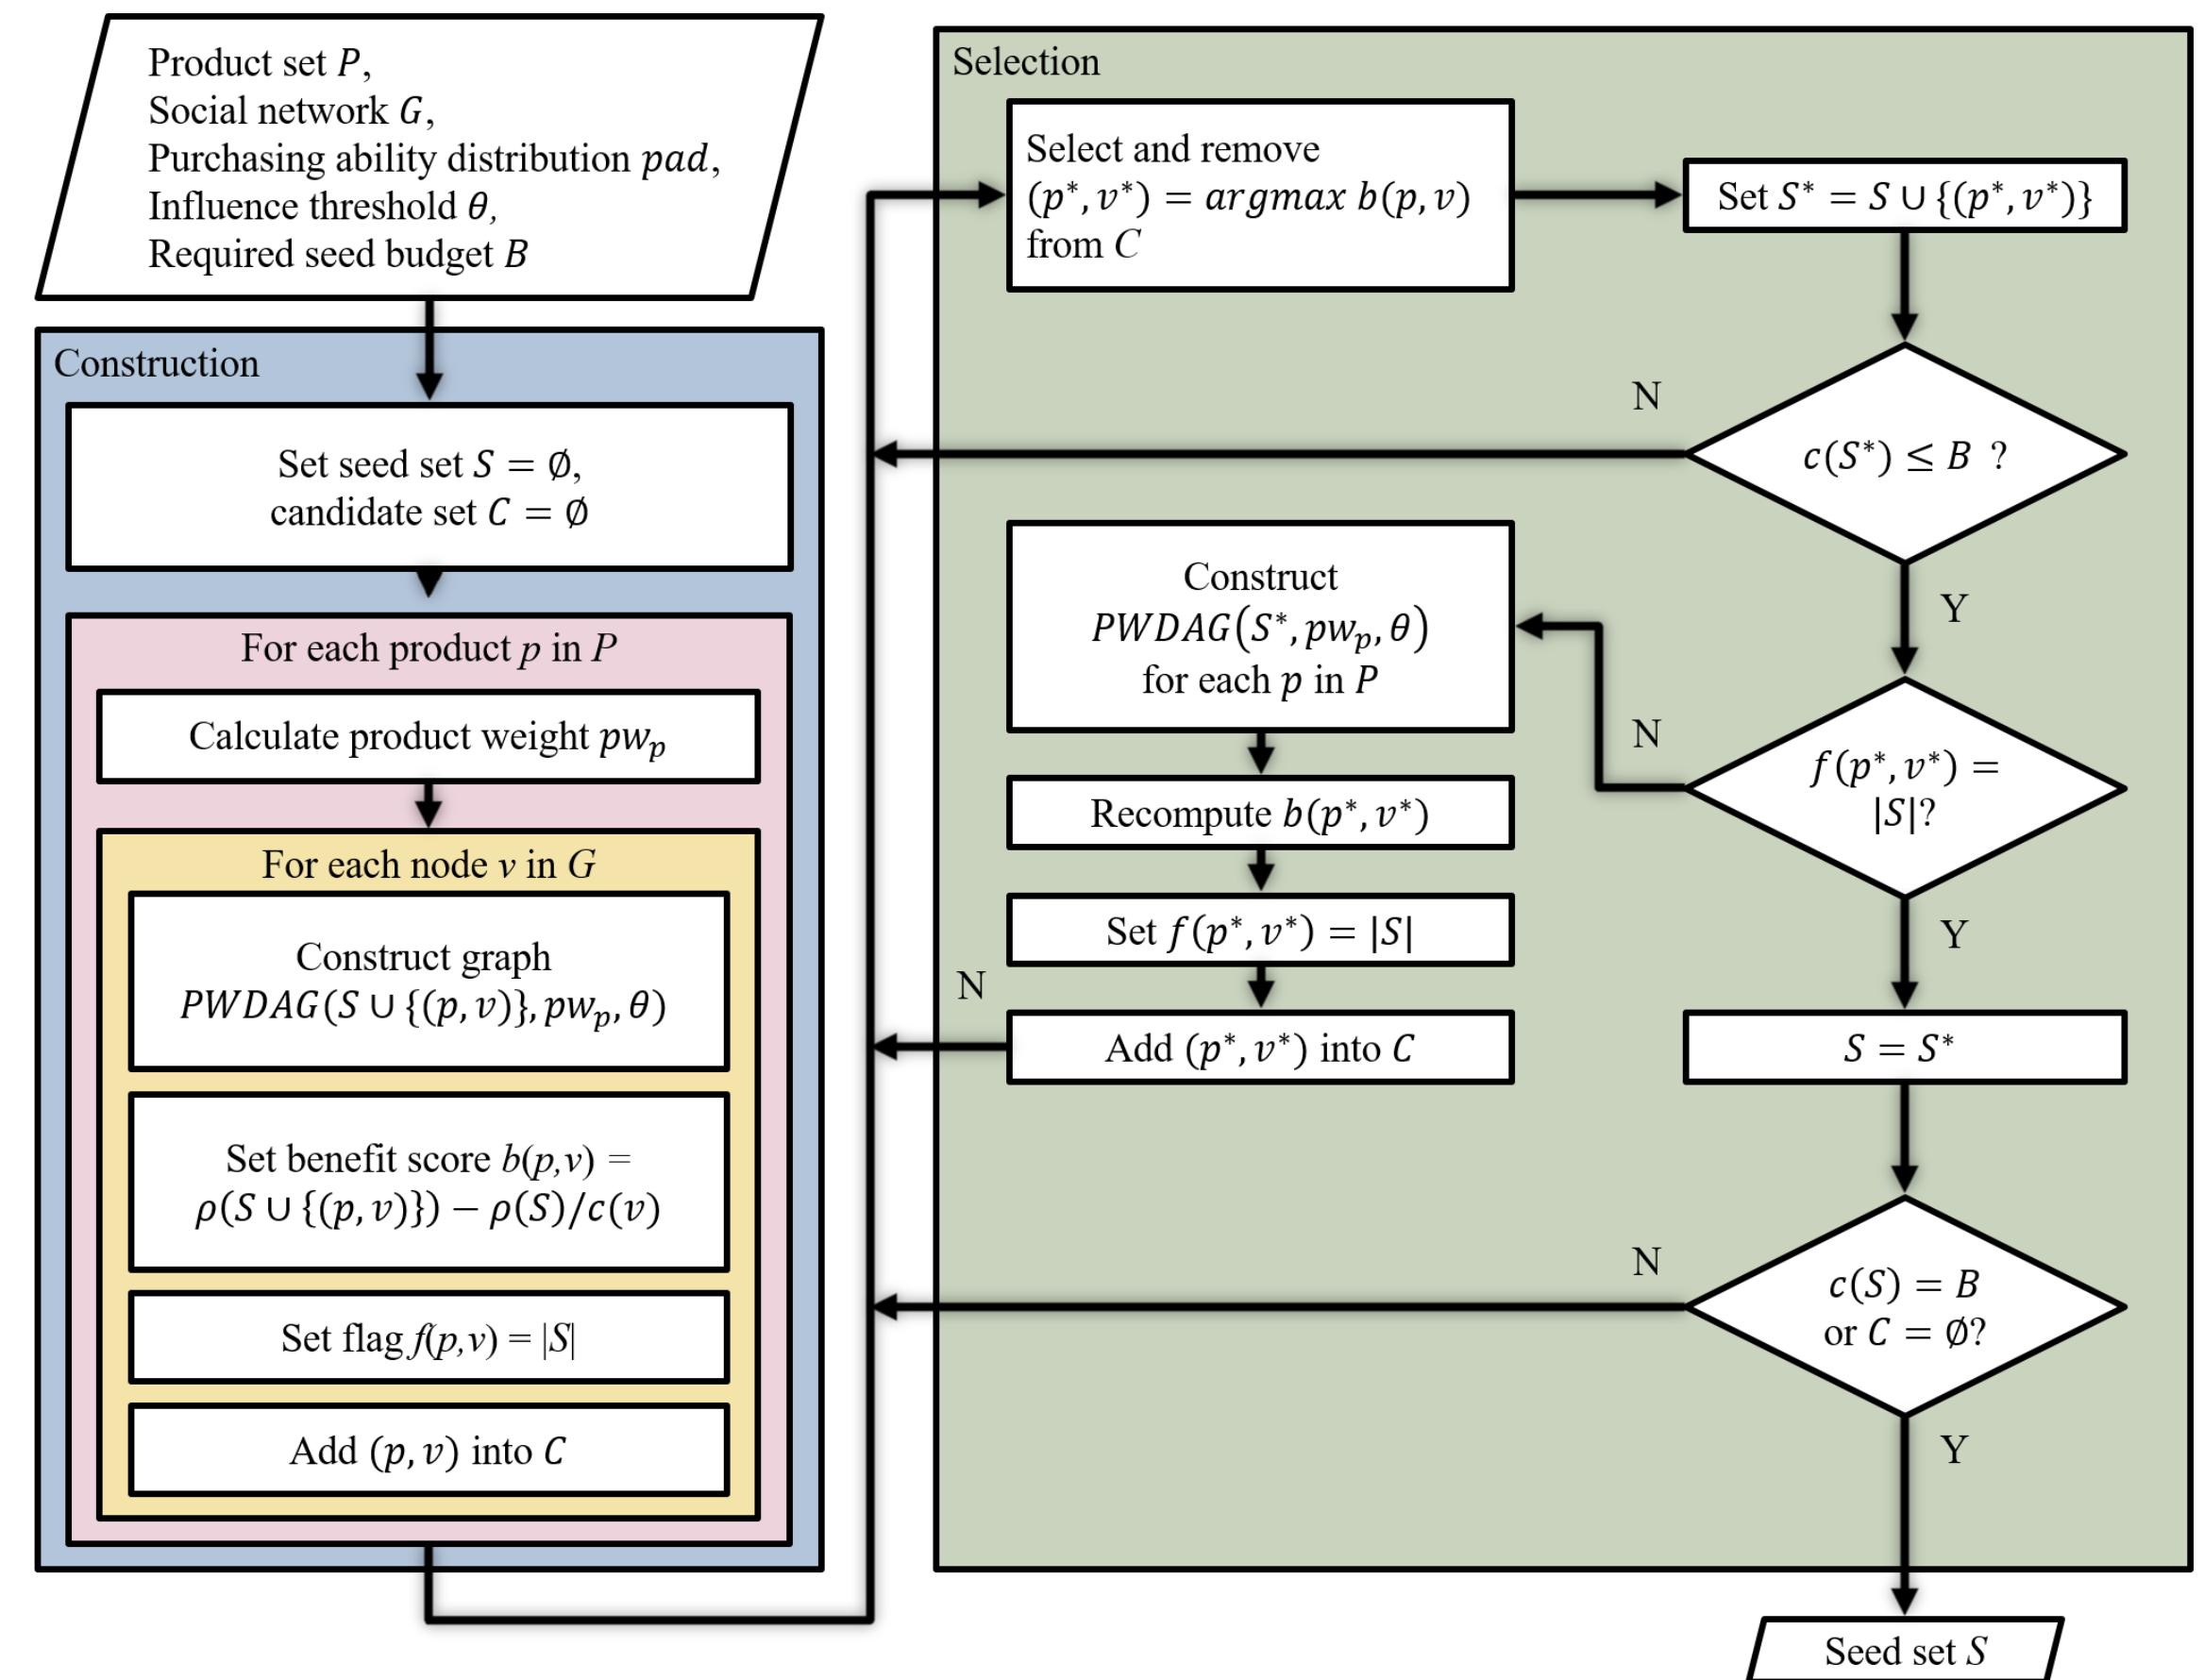 Product set P,
Social network G,
Purchasing ability distribution pad,
Influence threshold θ,
Required seed budget B
Construction
Set seed set S = ∅,
candidate set C = ∅
For each product p in P
Calculate product weight pwₚ
For each node v in G
Construct graph
PWDAG(S ∪ {(p, v)}, pwₚ, θ)
Set benefit score b(p,v) =
ρ(S ∪ {(p, v)}) − ρ(S)/c(v)
Set flag f(p,v) = |S|
Add (p, v) into C
Selection
Select and remove
(p*, v*) = argmax b(p, v)
from C
Set S* = S ∪ {(p*, v*)}
N
c(S*) ≤ B ?
Y
Construct
PWDAG(S*, pwₚ, θ)
for each p in P
N
f(p*, v*) =
|S|?
Recompute b(p*, v*)
Set f(p*, v*) = |S|
Y
N
Add (p*, v*) into C
S = S*
N
c(S) = B
or C = ∅?
Y
Seed set S